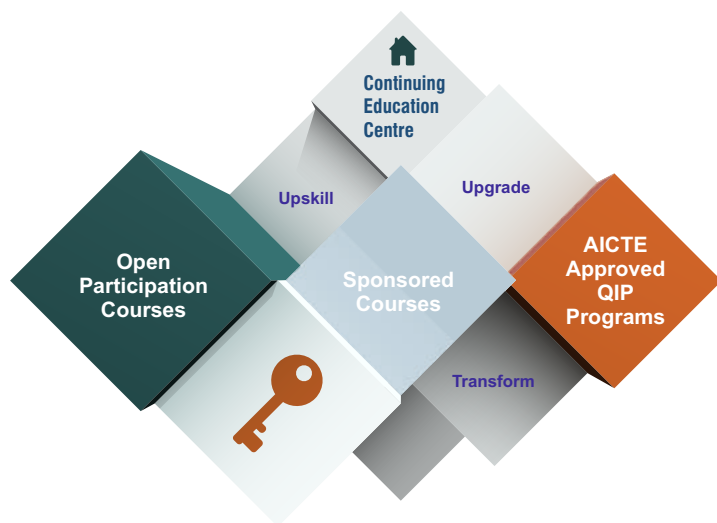 Continuing
Education
Centre
Upskill
Upgrade
Open
Participation
Courses
Sponsored
Courses
AICTE
Approved
QIP
Programs
Transform